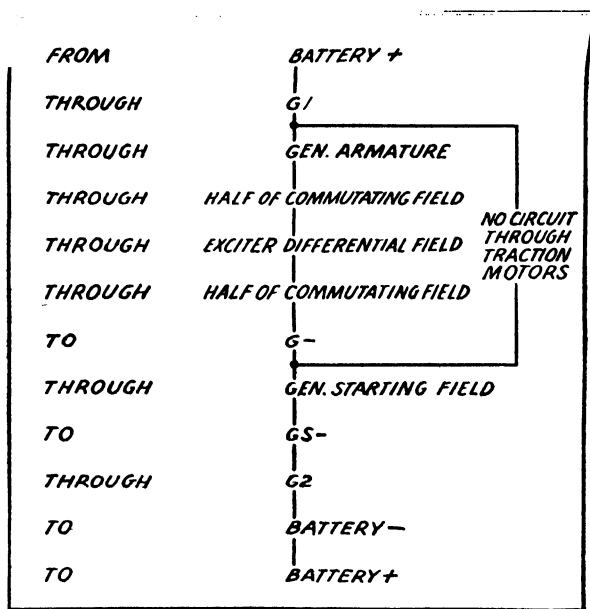 FROM BATTERY +
THROUGH G1
THROUGH GEN. ARMATURE
THROUGH HALF OF COMMUTATING FIELD
THROUGH EXCITER DIFFERENTIAL FIELD
THROUGH HALF OF COMMUTATING FIELD
TO G-
THROUGH GEN. STARTING FIELD
TO GS-
THROUGH G2
TO BATTERY-
TO BATTERY+
NO CIRCUIT
THROUGH
TRACTION
MOTORS